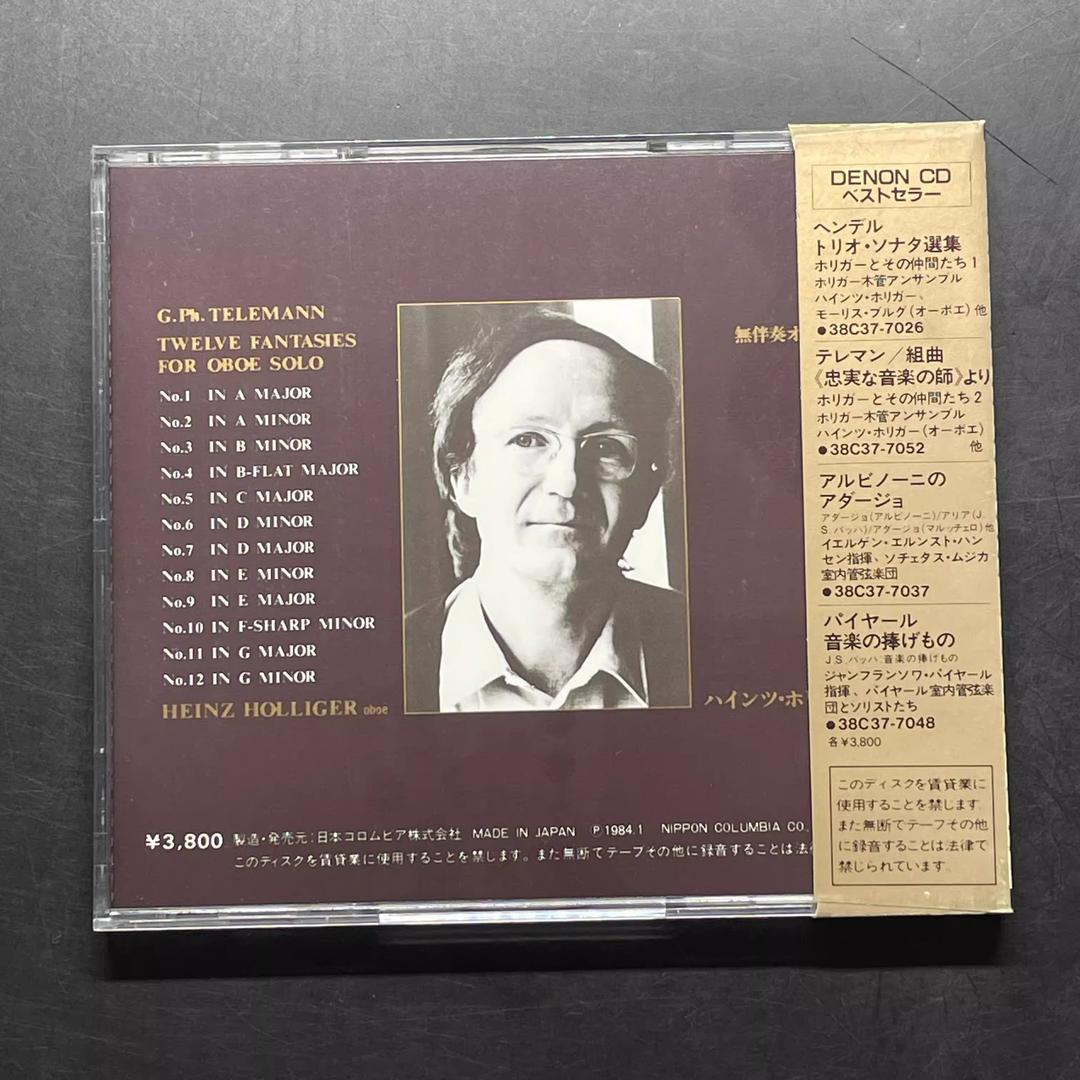 G.Ph. TELEMANN
TWELVE FANTASIES
FOR OBOE SOLO
No.1 IN A MAJOR
No.2 IN A MINOR
No.3 IN B MINOR
No.4 IN B-FLAT MAJOR
No.5 IN C MAJOR
No.6 IN D MINOR
No.7 IN D MAJOR
No.8 IN E MINOR
No.9 IN E MAJOR
No.10 IN F-SHARP MINOR
No.11 IN G MAJOR
No.12 IN G MINOR
HEINZ HOLLIGER oboe
無伴奏オ
ハインツ・ホ
¥3,800 製造・発売元:日本コロムビア株式会社 MADE IN JAPAN Ⓟ1984.1 NIPPON COLUMBIA CO.
このディスクを賃貸業に使用することを禁じます。また無断でテープその他に録音することは法
DENON CD
ベストセラー
ヘンデル
トリオ・ソナタ選集
ホリガーとその仲間たち1
ホリガー木管アンサンブル
ハインツ・ホリガー、
モーリス・ブルグ(オーボエ)他
●38C37-7026
テレマン/組曲
《忠実な音楽の師》より
ホリガーとその仲間たち2
ホリガー木管アンサンブル
ハインツ・ホリガー(オーボエ)
●38C37-7052 他
アルビノーニの
アダージョ
アダージョ(アルビノーニ)/アリア(J.
S.バッハ)/アダージョ(マルッチェロ)他
イエルゲン・エルンスト・ハン
セン指揮、ソチェタス・ムジカ
室内管弦楽団
●38C37-7037
パイヤール
音楽の捧げもの
J.S.バッハ:音楽の捧げもの
ジャンフランソワ・パイヤール
指揮、パイヤール室内管弦楽
団とソリストたち
●38C37-7048
各¥3,800
このディスクを賃貸業に
使用することを禁じます。
また無断でテープその他
に録音することは法律で
禁じられています。